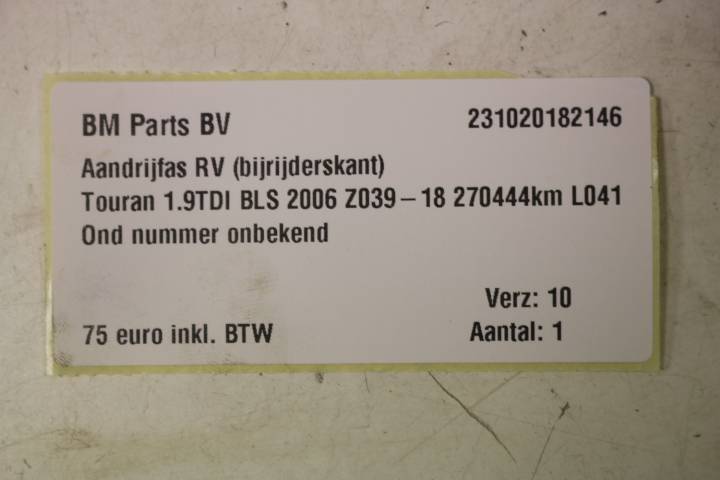 BM Parts BV 231020182146
Aandrijfas RV (bijrijderskant)
Touran 1.9TDI BLS 2006 Z039-18 270444km L041
Ond nummer onbekend
Verz: 10
75 euro inkl. BTW Aantal: 1